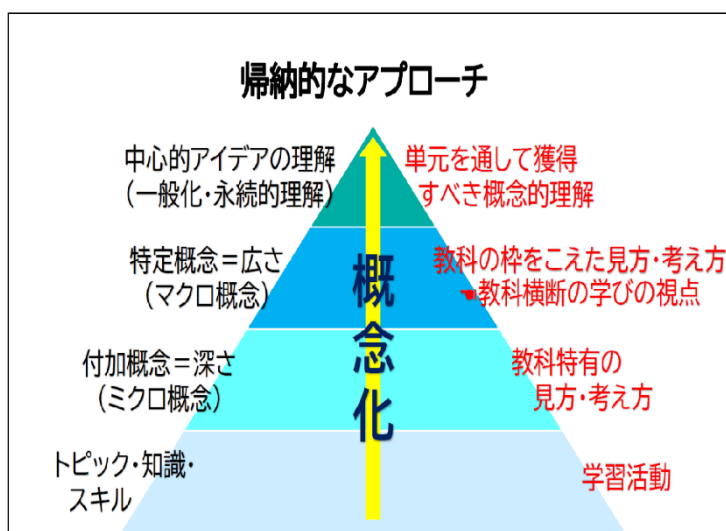 帰納的なアプローチ
中心的アイデアの理解
(一般化・永続的理解)
単元を通して獲得
すべき概念的理解
特定概念=広さ
(マクロ概念)
教科の枠をこえた見方・考え方
☚教科横断の学びの視点
概念化
付加概念=深さ
(ミクロ概念)
教科特有の
見方・考え方
トピック・知識・
スキル
学習活動